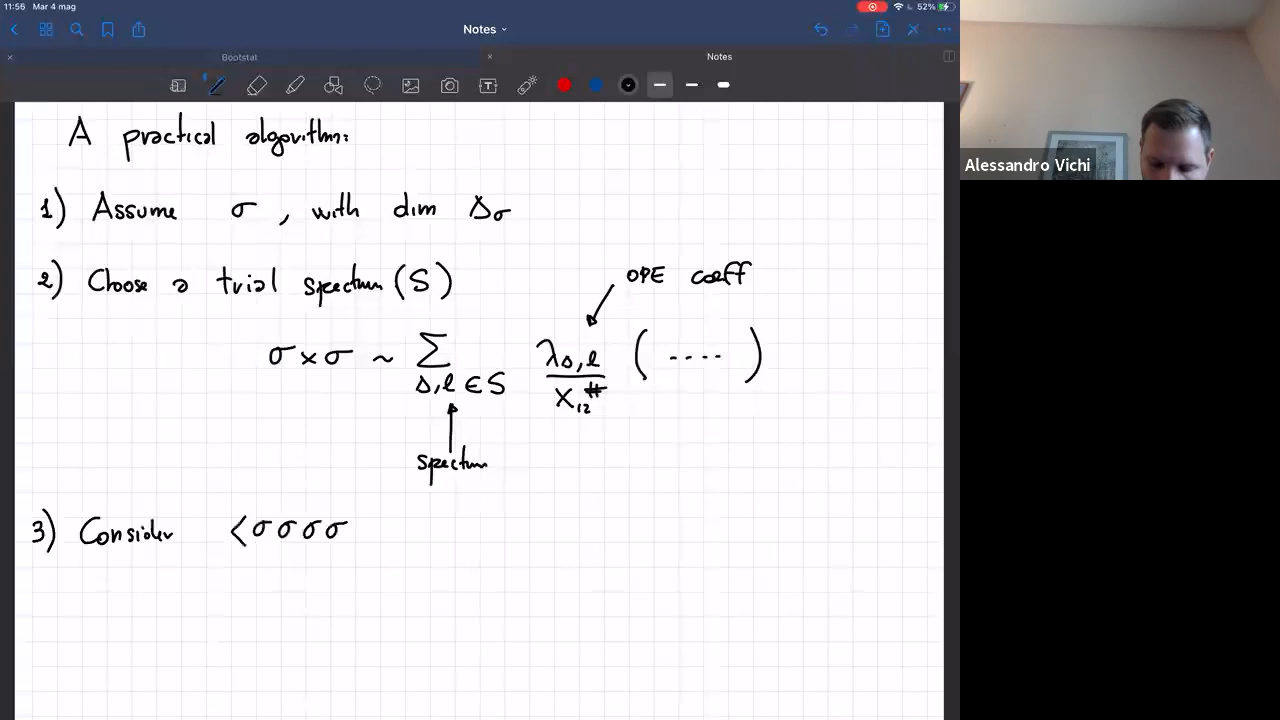 11:56 Mar 4 mag
52%
Notes
Bootstat
Notes
A practical algorithm:
1) Assume σ , with dim Δσ
2) Choose a trial spectrum (S)
OPE coeff
σ × σ ~ ∑ Δ,ℓ ∈ S λΔ,ℓ / X₁₂^# ( .... )
spectrum
3) Consider <σ σ σ σ
Alessandro Vichi